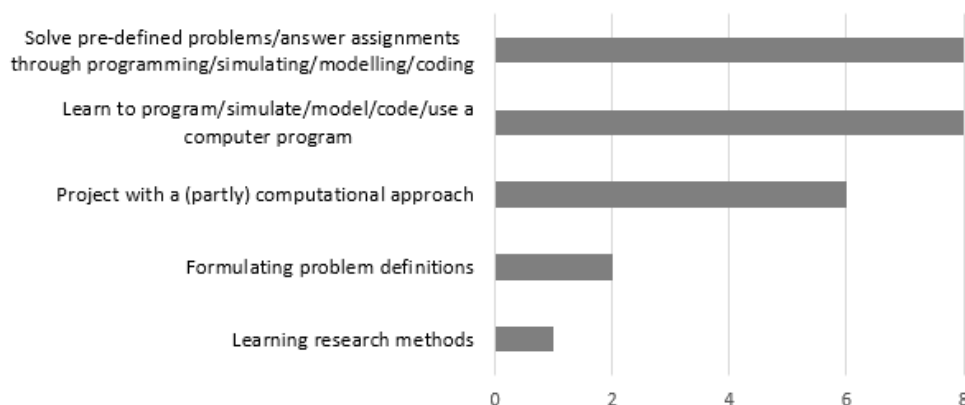 Solve pre-defined problems/answer assignments
through programming/simulating/modelling/coding
Learn to program/simulate/model/code/use a
computer program
Project with a (partly) computational approach
Formulating problem definitions
Learning research methods
0 2 4 6 8